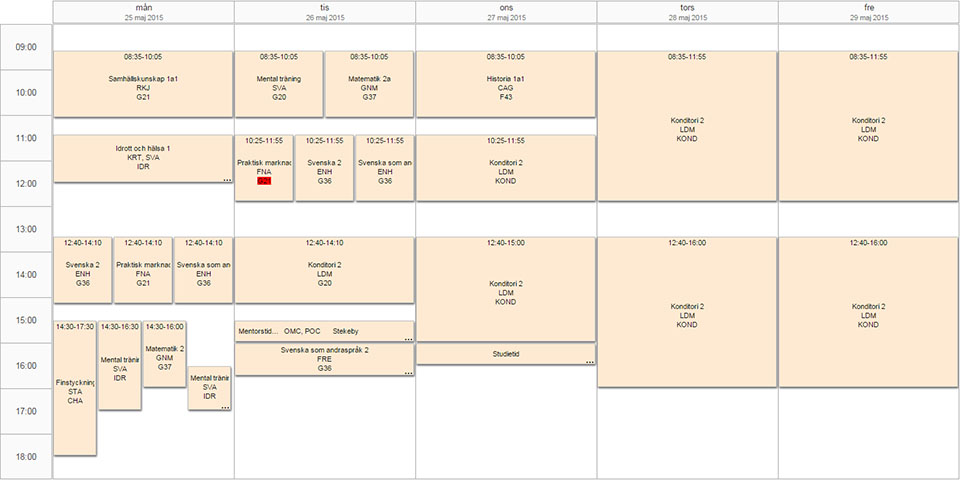 mån
25 maj 2015
tis
26 maj 2015
ons
27 maj 2015
tors
28 maj 2015
fre
29 maj 2015
09:00
10:00
11:00
12:00
13:00
14:00
15:00
16:00
17:00
18:00
08:35-10:05
Samhällskunskap 1a1
RKJ
G21
Idrott och hälsa 1
KRT, SVA
IDR
...
12:40-14:10
Svenska 2
ENH
G36
12:40-14:10
Praktisk marknad
FNA
G21
12:40-14:10
Svenska som an
ENH
G36
14:30-17:30
Finstyckning
STA
CHA
14:30-16:30
Mental tränin
SVA
IDR
14:30-16:00
Matematik 2
GNM
G37
Mental tränin
SVA
IDR
...
08:35-10:05
Mental träning
SVA
G20
08:35-10:05
Matematik 2a
GNM
G37
10:25-11:55
Praktisk marknad
FNA
G21
10:25-11:55
Svenska 2
ENH
G36
10:25-11:55
Svenska som an
ENH
G36
12:40-14:10
Konditori 2
LDM
G20
Mentorstid... OMC, POC Stekeby
...
Svenska som andraspråk 2
FRE
G36
...
08:35-10:05
Historia 1a1
CAG
F43
10:25-11:55
Konditori 2
LDM
KOND
12:40-15:00
Konditori 2
LDM
KOND
Studietid
...
08:35-11:55
Konditori 2
LDM
KOND
12:40-16:00
Konditori 2
LDM
KOND
08:35-11:55
Konditori 2
LDM
KOND
12:40-16:00
Konditori 2
LDM
KOND